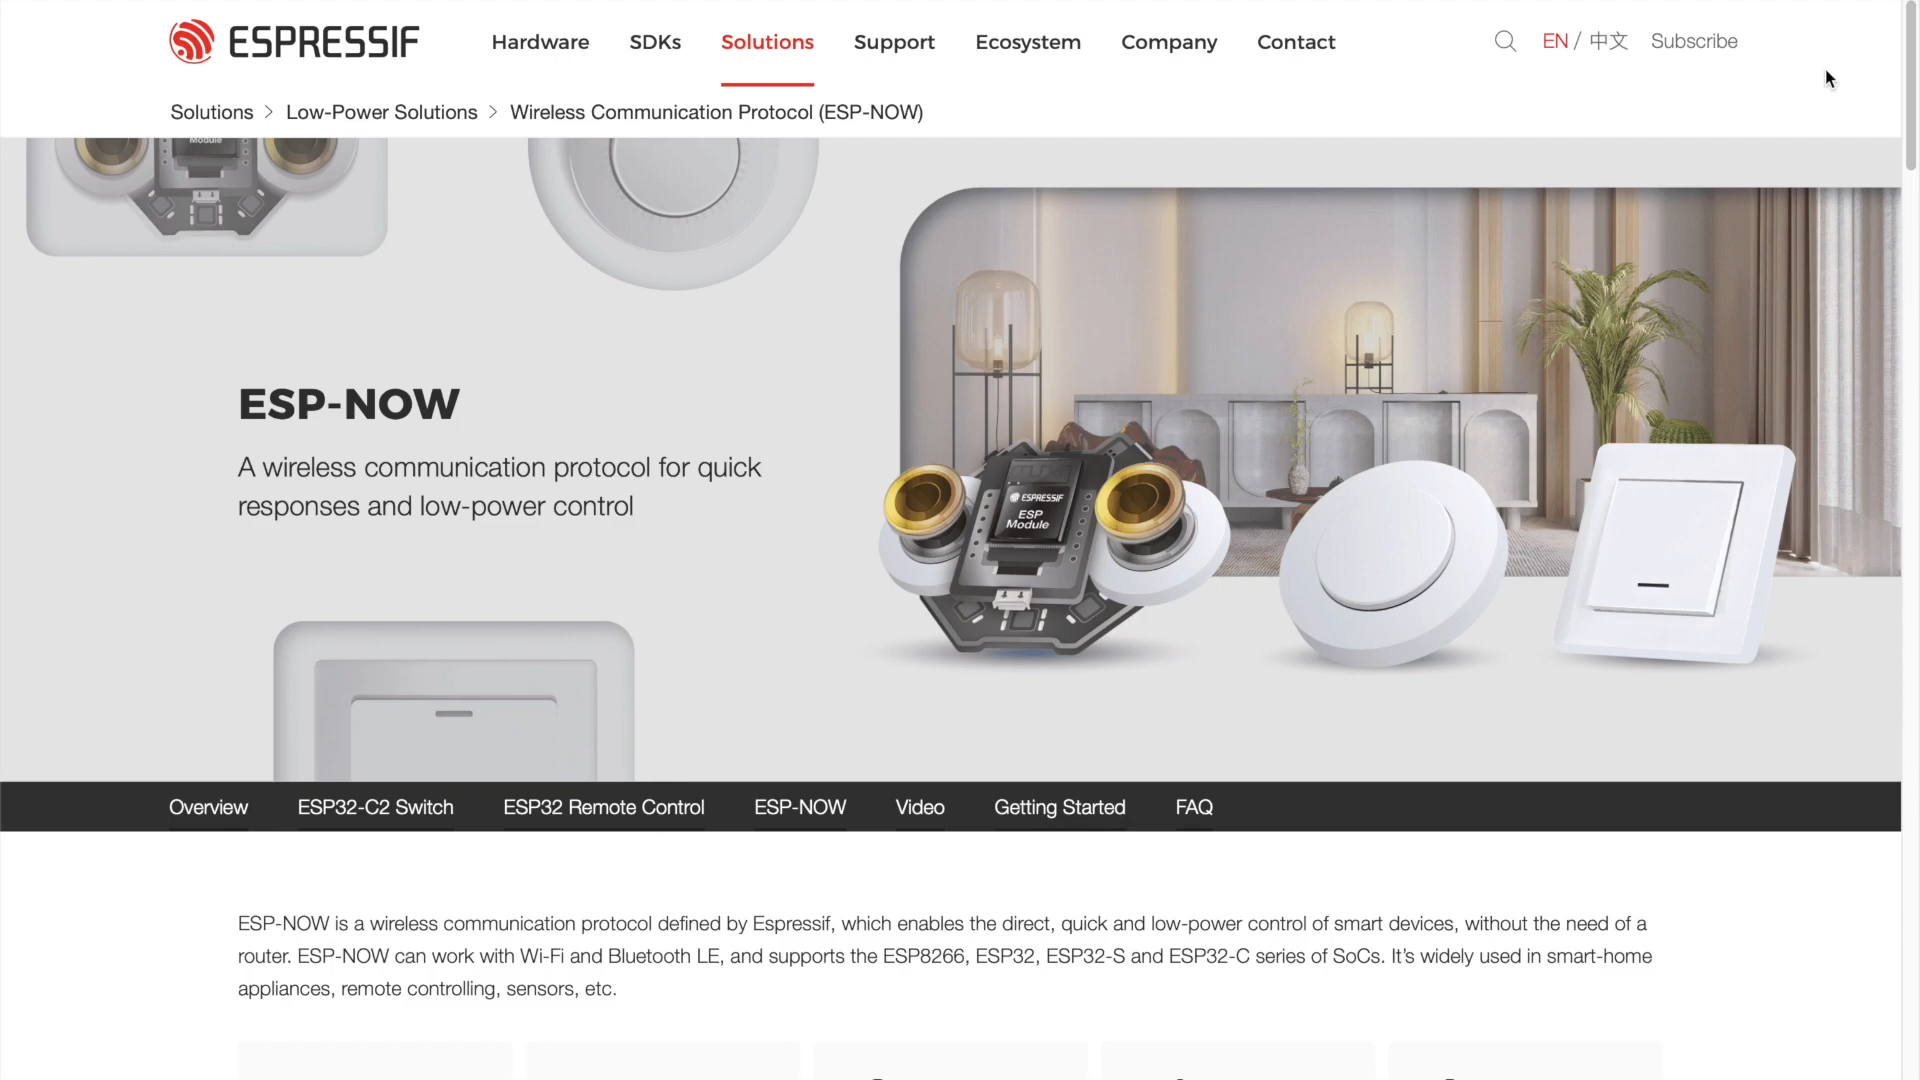 ESPRESSIF
Hardware SDKs Solutions Support Ecosystem Company Contact EN / 中文 Subscribe
Solutions > Low-Power Solutions > Wireless Communication Protocol (ESP-NOW)
Module
ESP-NOW
A wireless communication protocol for quick
responses and low-power control
ESPRESSIF
ESP
Module
Overview ESP32-C2 Switch ESP32 Remote Control ESP-NOW Video Getting Started FAQ
ESP-NOW is a wireless communication protocol defined by Espressif, which enables the direct, quick and low-power control of smart devices, without the need of a
router. ESP-NOW can work with Wi-Fi and Bluetooth LE, and supports the ESP8266, ESP32, ESP32-S and ESP32-C series of SoCs. It's widely used in smart-home
appliances, remote controlling, sensors, etc.